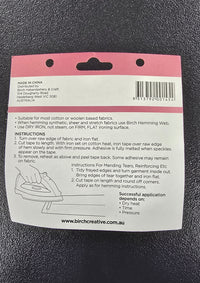 MADE IN CHINA
Distributed by
Birch Haberdashery & Craft
Heidelberg West VIC 3081
AUSTRALIA
• Suitable for most cotton or woolen based fabrics.
• When hemming synthetic, sheer and stretch fabrics use Birch Hemming Web.
• Use DRY IRON, not steam, on FIRM, FLAT ironing surface.
Instructions:
1. Turn over raw edge of fabric and iron flat.
2. Cut tape to length. With iron set on cotton heat, iron tape over raw edge
of hem slowly and with firm pressure. Adhesive is fully melted when speckles
appear on the tape.
3. To remove, reheat as above and peel tape back. Some adhesive may remain
on fabric.
Instructions for Mending Tears, Reinforcing Etc
1. Tidy frayed edges and turn garment inside out.
Bring edges of tear together and iron flat.
2. Cut tape on length and round off corners.
Apply as for hemming instructions.
Successful application
depends on:
• Dry heat
• Time
• Pressure
www.birchcreative.com.au